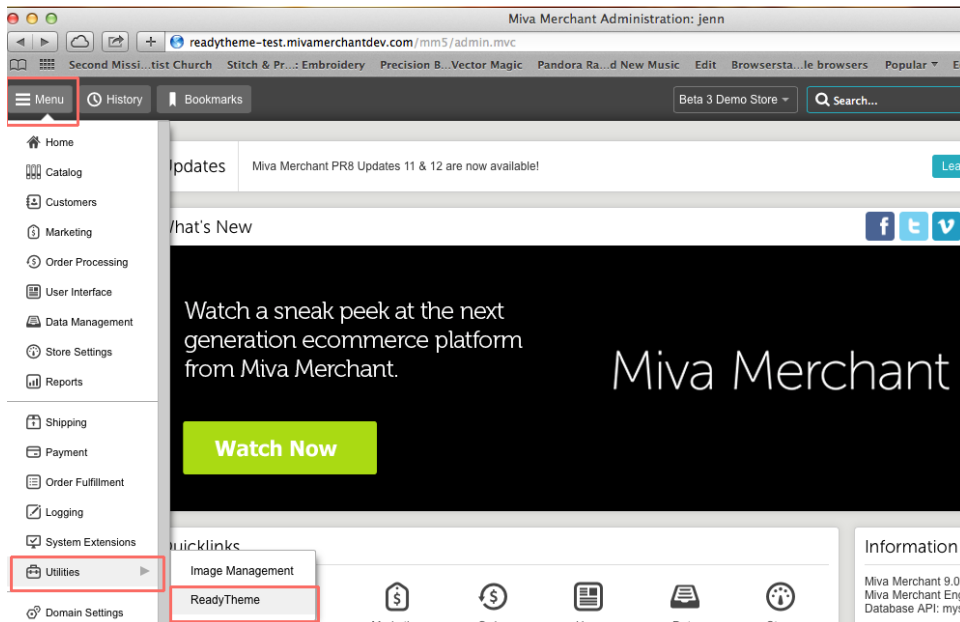 Miva Merchant Administration: jenn
readytheme-test.mivamerchantdev.com/mm5/admin.mvc
Second Missi...tist Church Stitch & Pr...: Embroidery Precision B...Vector Magic Pandora Ra...d New Music Edit Browsersta...le browsers Popular
Menu History Bookmarks Beta 3 Demo Store Search...
Home
Catalog
Customers
Marketing
Order Processing
User Interface
Data Management
Store Settings
Reports
Shipping
Payment
Order Fulfillment
Logging
System Extensions
Utilities
Domain Settings
Image Management
ReadyTheme
Updates Miva Merchant PR8 Updates 11 & 12 are now available!
What's New
Watch a sneak peek at the next
generation ecommerce platform
from Miva Merchant.
Watch Now
Miva Merchant
Quicklinks
Information
Miva Merchant 9.0
Miva Merchant Eng
Database API: mys